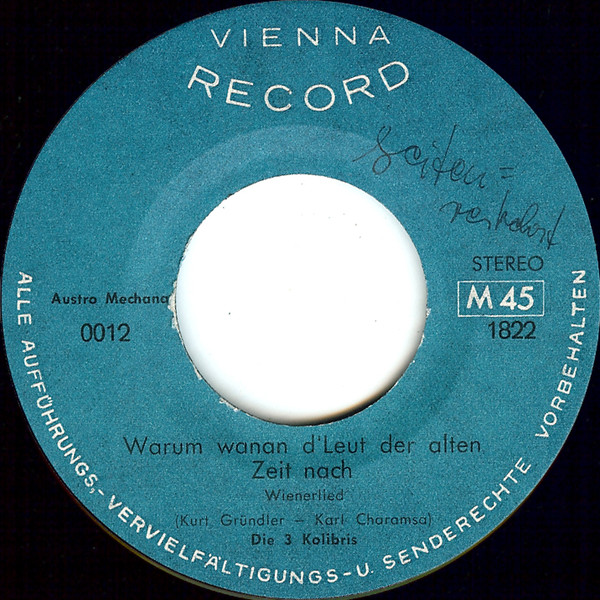 VIENNA
RECORD
Seiten=
verkehrt
STEREO
Austro Mechana
M 45
0012
1822
Warum wanan d'Leut der alten
Zeit nach
Wienerlied
(Kurt Gründler – Karl Charamsa)
Die 3 Kolibris
ALLE AUFFÜHRUNGS,- VERVIELFÄLTIGUNGS-U. SENDERECHTE VORBEHALTEN